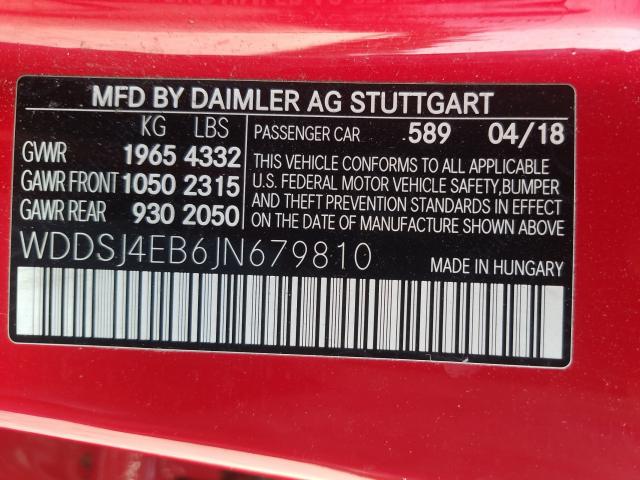 MFD BY DAIMLER AG STUTTGART
KG LBS
GVWR 1965 4332
GAWR FRONT 1050 2315
GAWR REAR 930 2050
PASSENGER CAR 589 04/18
THIS VEHICLE CONFORMS TO ALL APPLICABLE
U.S. FEDERAL MOTOR VEHICLE SAFETY,BUMPER
AND THEFT PREVENTION STANDARDS IN EFFECT
ON THE DATE OF MANUFACTURE SHOWN ABOVE
WDDSJ4EB6JN679810
MADE IN HUNGARY